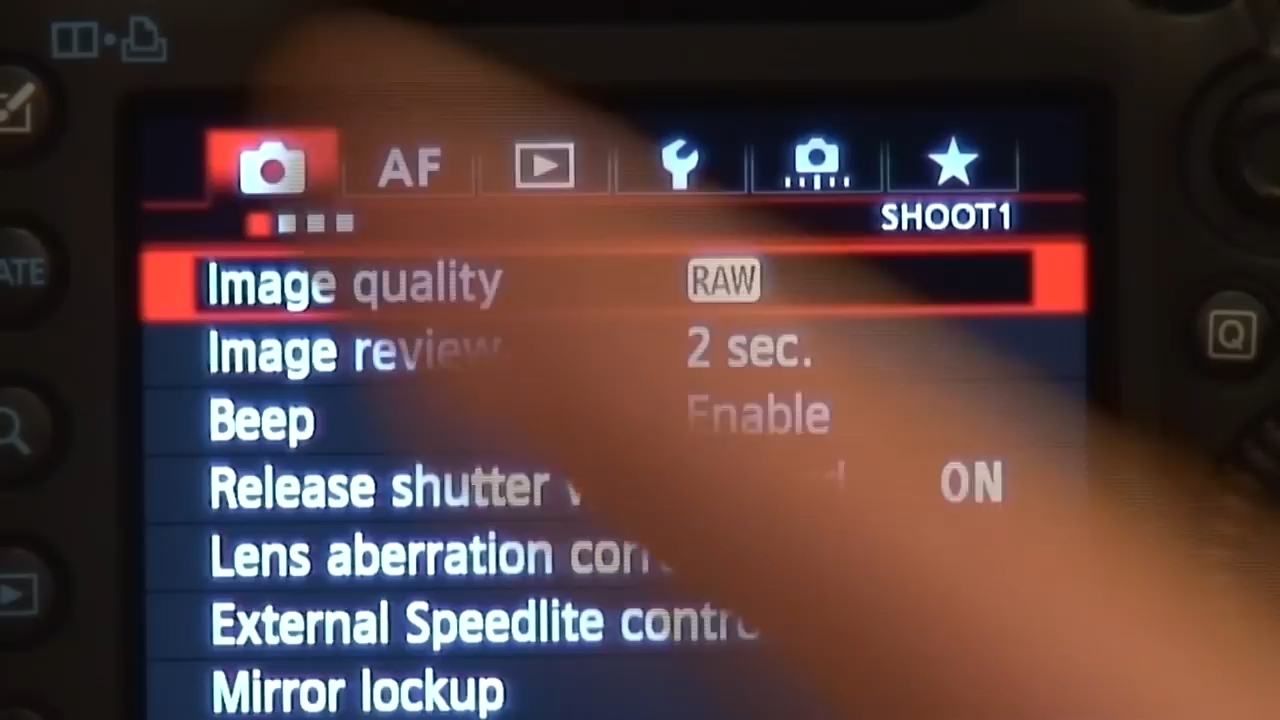 AF
SHOOT1
Image quality RAW
Image review 2 sec.
Beep Enable
Release shutter ON
Lens aberration
External Speedlite
Mirror lockup
ATE
Q